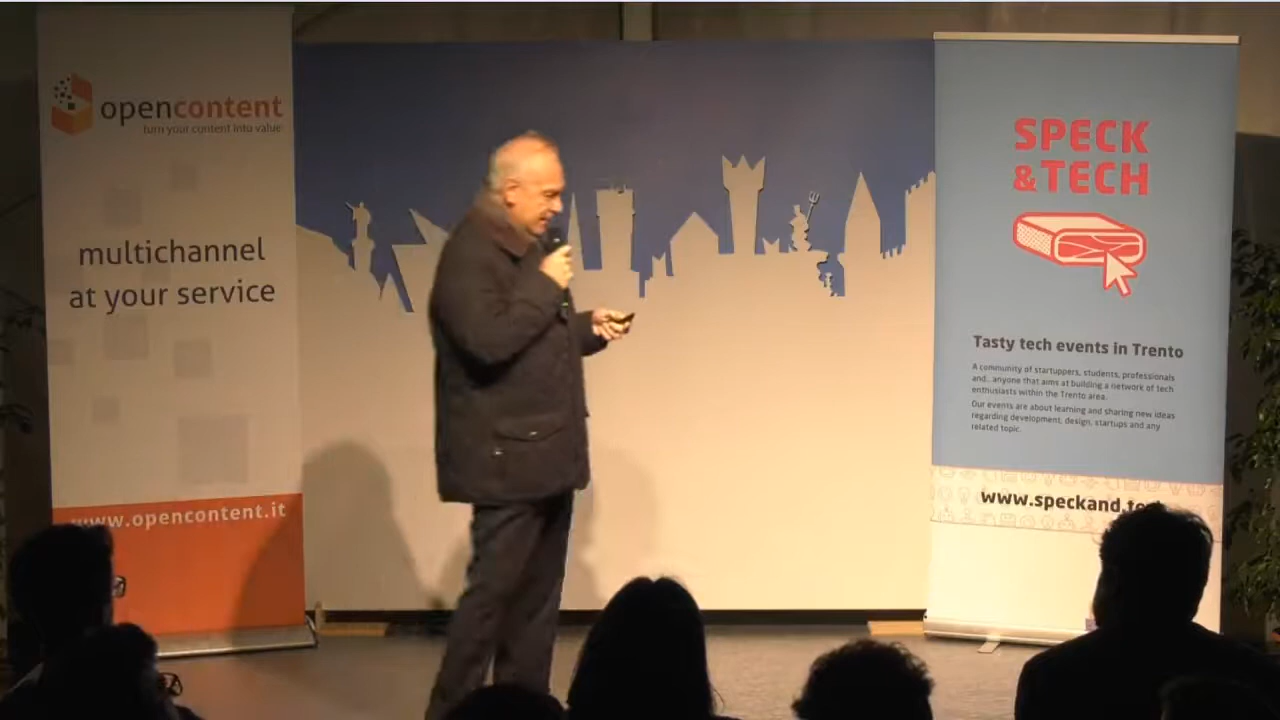 opencontent
turn your content into value!
multichannel
at your service
www.opencontent.it
SPECK
&TECH
Tasty tech events in Trento
A community of startuppers, students, professionals
and...anyone that aims at building a network of tech
enthusiasts within the Trento area.
Our events are about learning and sharing new ideas
regarding development, design, startups and any
related topic.
www.speckand.tech